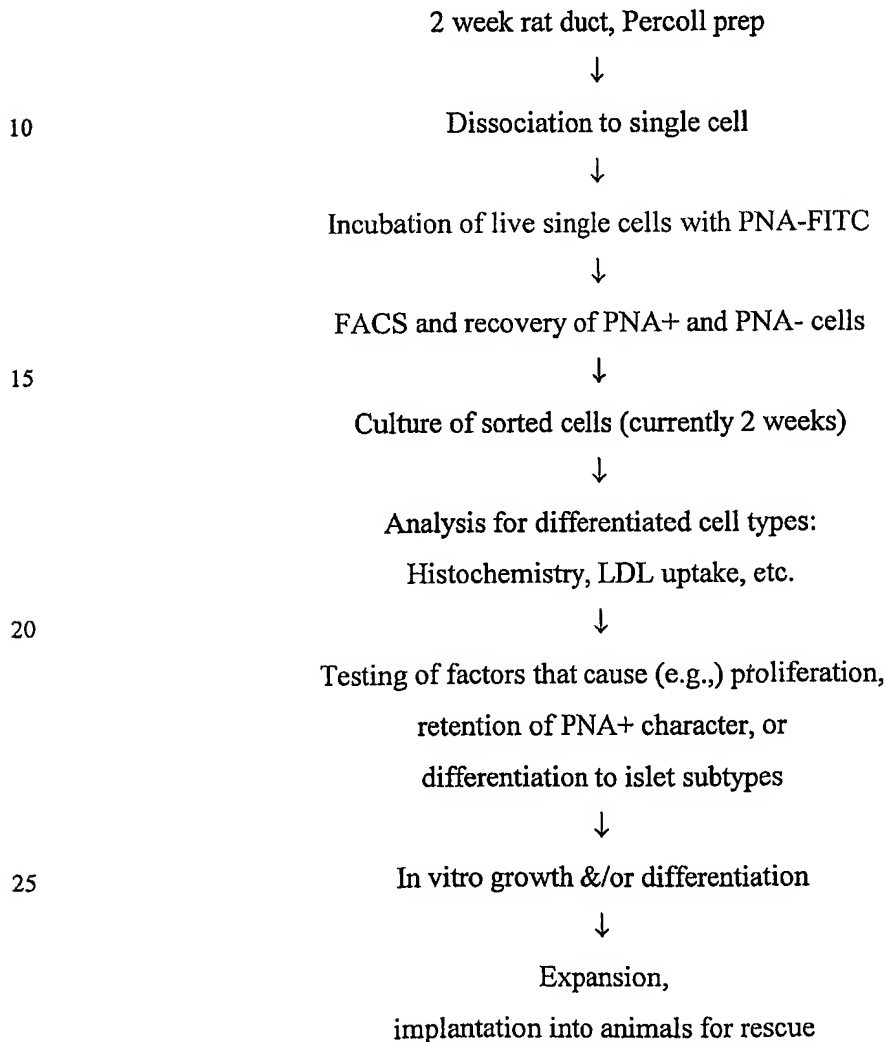 2 week rat duct, Percoll prep
↓
10 Dissociation to single cell
↓
Incubation of live single cells with PNA-FITC
↓
FACS and recovery of PNA+ and PNA- cells
15 ↓
Culture of sorted cells (currently 2 weeks)
↓
Analysis for differentiated cell types:
Histochemistry, LDL uptake, etc.
20 ↓
Testing of factors that cause (e.g.,) proliferation,
retention of PNA+ character, or
differentiation to islet subtypes
↓
25 In vitro growth &/or differentiation
↓
Expansion,
implantation into animals for rescue